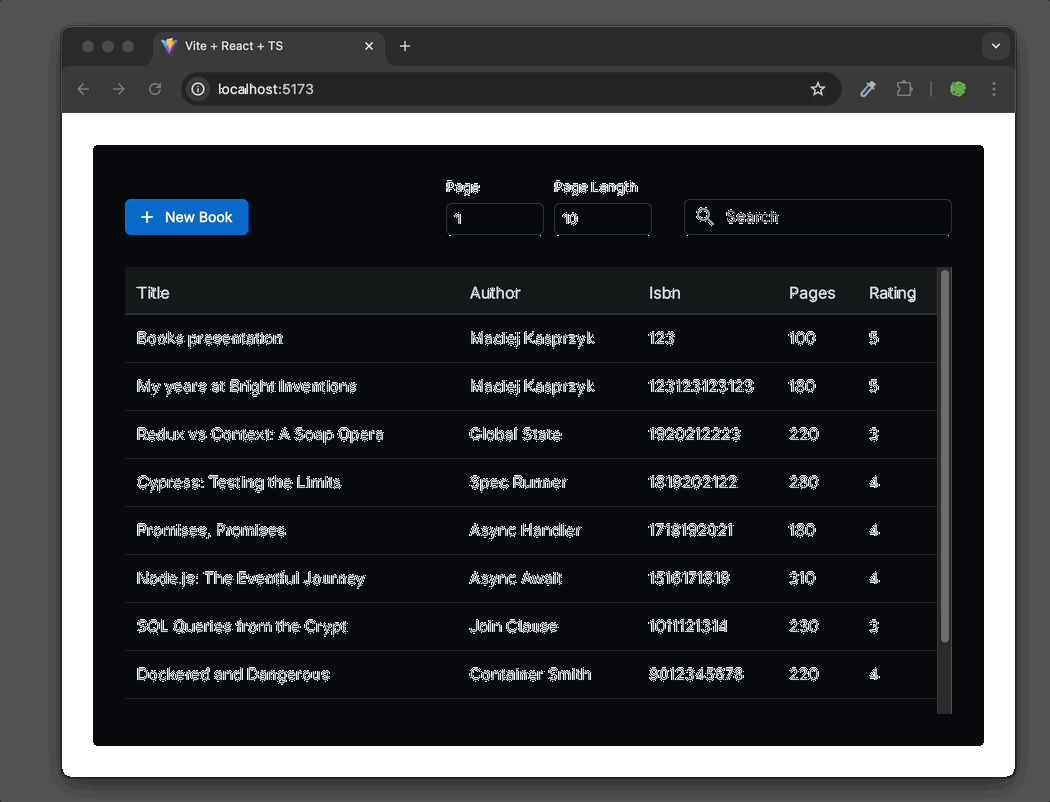 Vite + React + TS
localhost:5173
Page
Page Length
+ New Book
1
10
Search
Title Author Isbn Pages Rating
Books presentation Maciej Kasprzyk 123 100 5
My years at Bright Inventions Maciej Kasprzyk 123123123123 180 5
Redux vs Context: A Soap Opera Global State 1920212223 220 3
Cypress: Testing the Limits Spec Runner 1819202122 280 4
Promises, Promises Async Handler 1718192021 180 4
Node.js: The Eventful Journey Async Await 1516171819 310 4
SQL Queries from the Crypt Join Clause 1011121314 230 3
Dockered and Dangerous Container Smith 9012345678 220 4